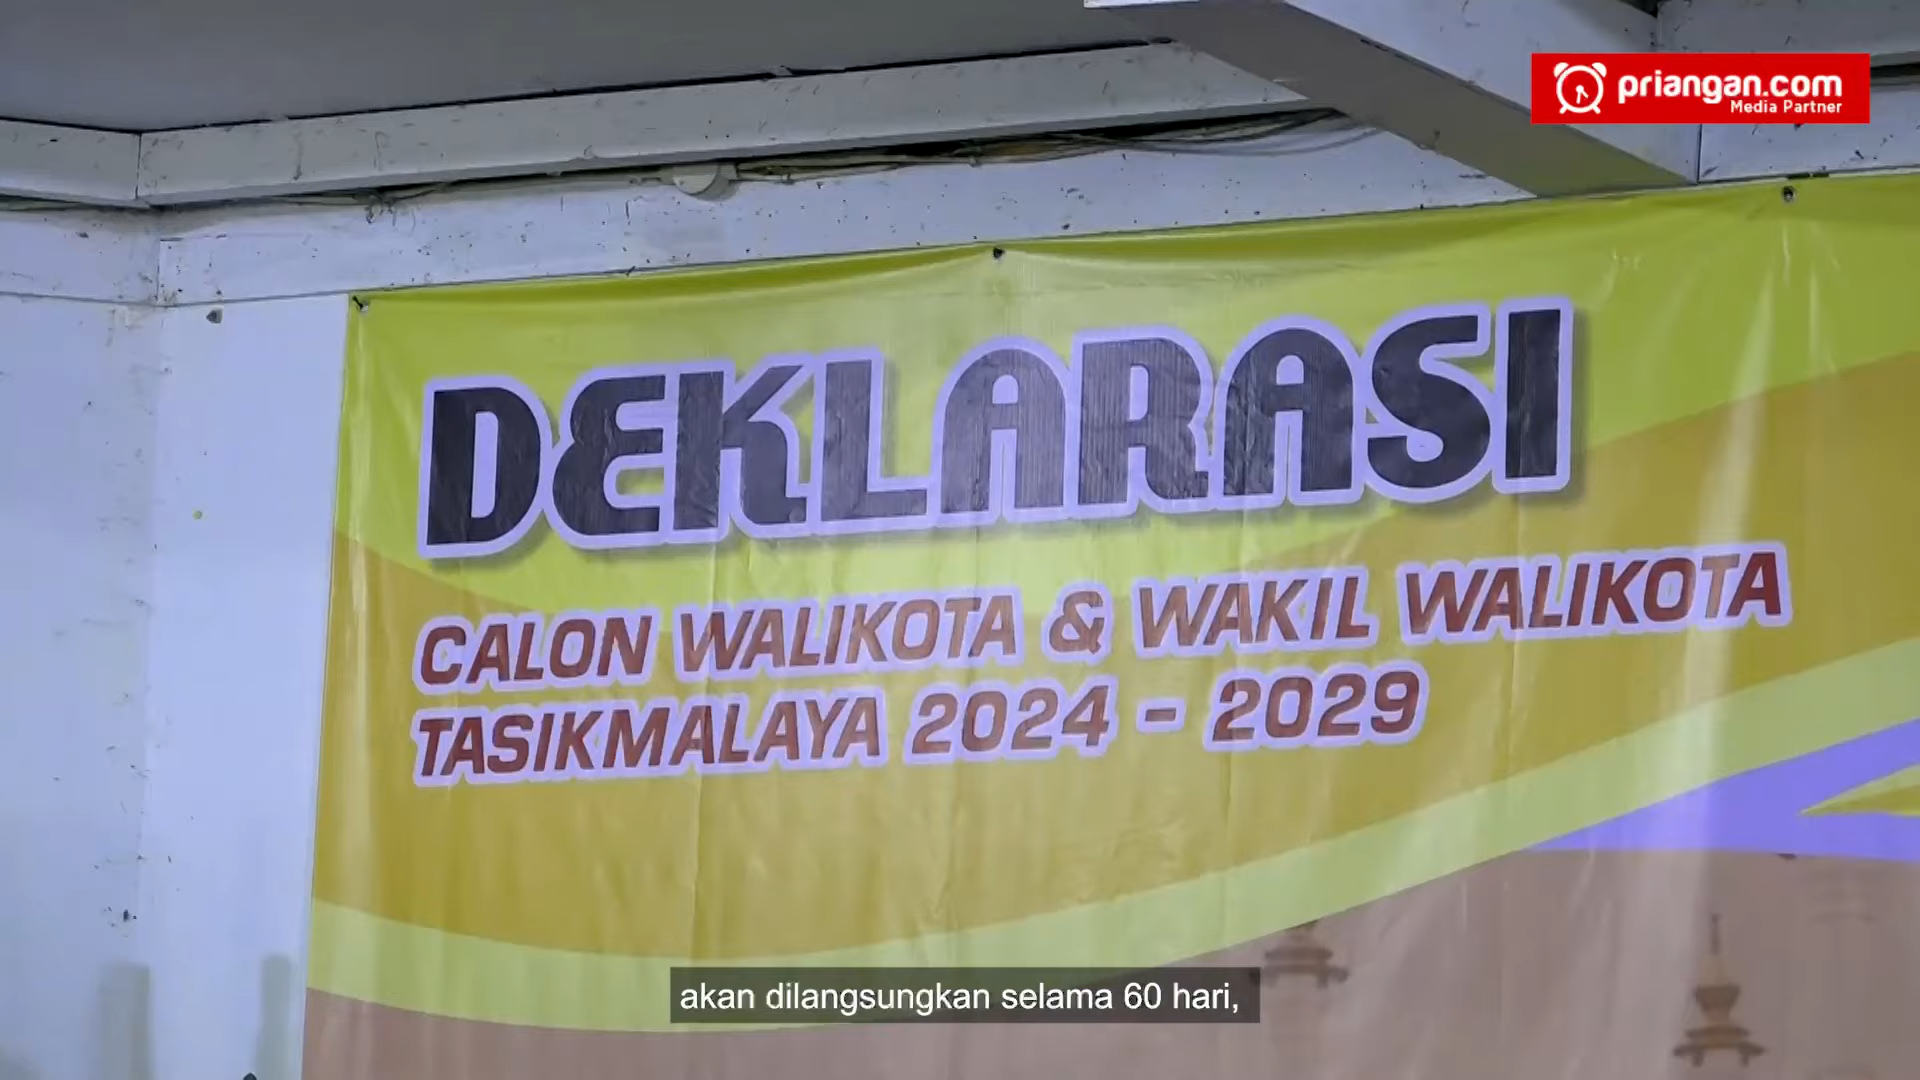 priangan.com
Media Partner
DEKLARASI
CALON WALIKOTA & WAKIL WALIKOTA
TASIKMALAYA 2024 - 2029
akan dilangsungkan selama 60 hari,